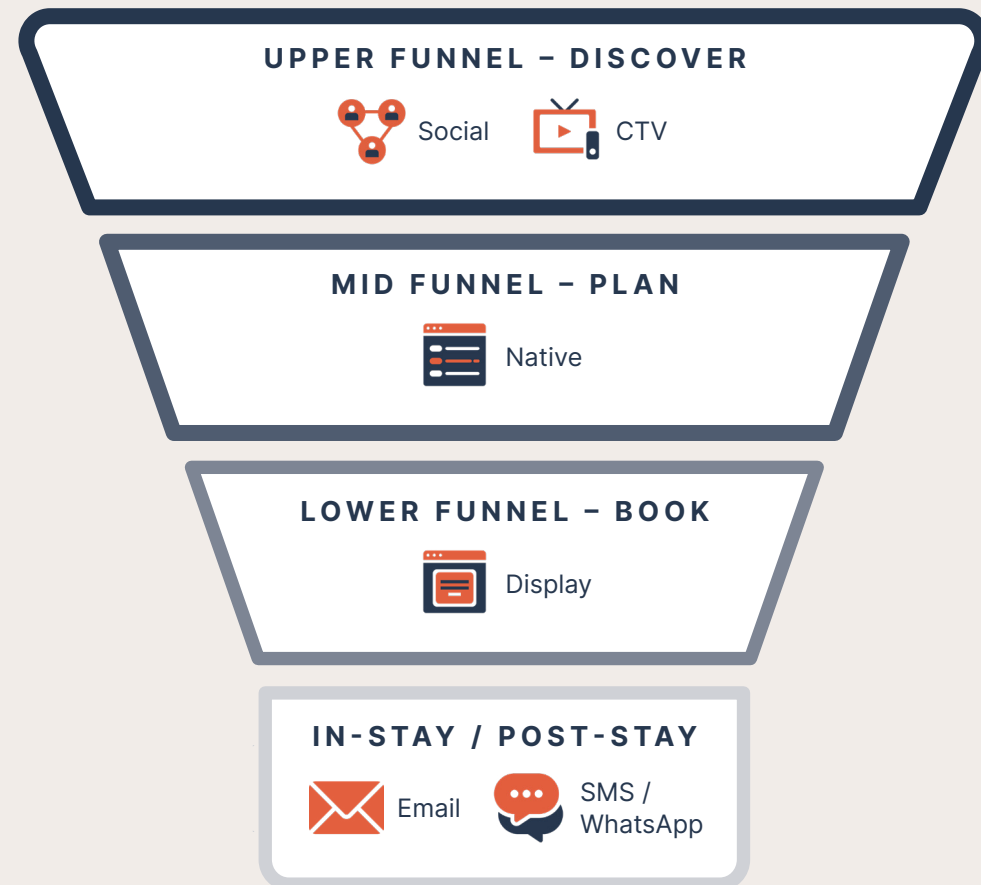 UPPER FUNNEL – DISCOVER
Social
CTV
MID FUNNEL – PLAN
Native
LOWER FUNNEL – BOOK
Display
IN-STAY / POST-STAY
Email
SMS /
WhatsApp